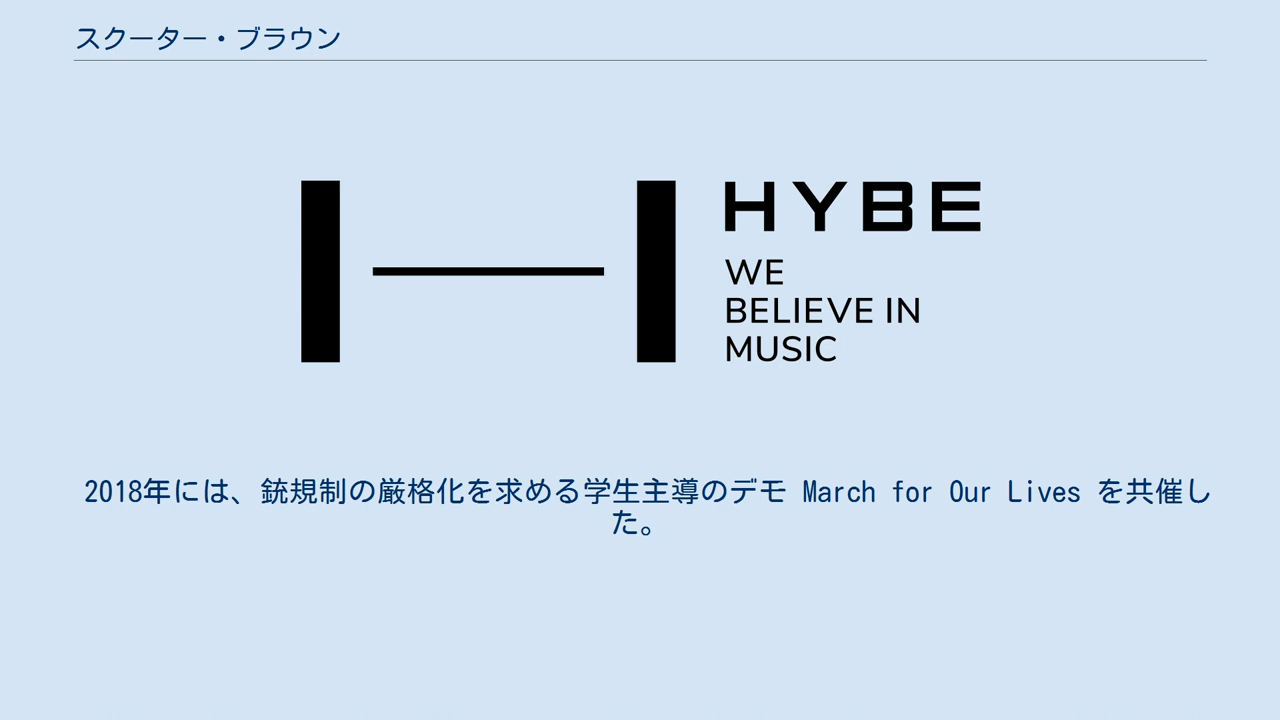 スクーター・ブラウン
HYBE
WE
BELIEVE IN
MUSIC
2018年には、銃規制の厳格化を求める学生主導のデモ March for Our Lives を共催し
た。